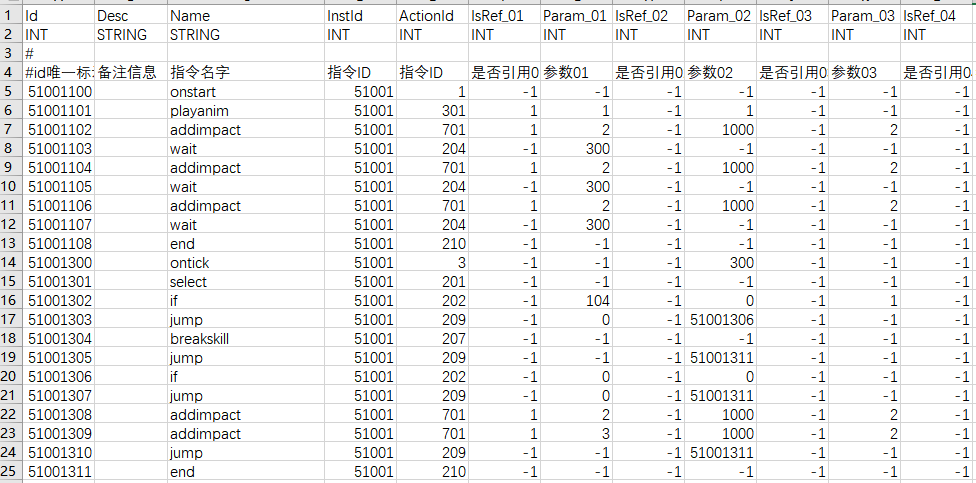 1 Id Desc Name InstId ActionId IsRef_01 Param_01 IsRef_02 Param_02 IsRef_03 Param_03 IsRef_04
2 INT STRING STRING INT INT INT INT INT INT INT INT INT
3 #
4 #id唯一标 备注信息 指令名字 指令ID 指令ID 是否引用0 参数01 是否引用0 参数02 是否引用0 参数03 是否引用0
5 51001100 onstart 51001 1 -1 -1 -1 -1 -1 -1 -1
6 51001101 playanim 51001 301 1 1 -1 1 -1 -1 -1
7 51001102 addimpact 51001 701 1 2 -1 1000 -1 2 -1
8 51001103 wait 51001 204 -1 300 -1 -1 -1 -1 -1
9 51001104 addimpact 51001 701 1 2 -1 1000 -1 2 -1
10 51001105 wait 51001 204 -1 300 -1 -1 -1 -1 -1
11 51001106 addimpact 51001 701 1 2 -1 1000 -1 2 -1
12 51001107 wait 51001 204 -1 300 -1 -1 -1 -1 -1
13 51001108 end 51001 210 -1 -1 -1 -1 -1 -1 -1
14 51001300 ontick 51001 3 -1 -1 -1 300 -1 -1 -1
15 51001301 select 51001 201 -1 -1 -1 -1 -1 -1 -1
16 51001302 if 51001 202 -1 104 -1 0 -1 1 -1
17 51001303 jump 51001 209 -1 0 -1 51001306 -1 -1 -1
18 51001304 breakskill 51001 207 -1 -1 -1 -1 -1 -1 -1
19 51001305 jump 51001 209 -1 -1 -1 51001311 -1 -1 -1
20 51001306 if 51001 202 -1 0 -1 0 -1 -1 -1
21 51001307 jump 51001 209 -1 0 -1 51001311 -1 -1 -1
22 51001308 addimpact 51001 701 1 2 -1 1000 -1 2 -1
23 51001309 addimpact 51001 701 1 3 -1 1000 -1 2 -1
24 51001310 jump 51001 209 -1 -1 -1 51001311 -1 -1 -1
25 51001311 end 51001 210 -1 -1 -1 -1 -1 -1 -1